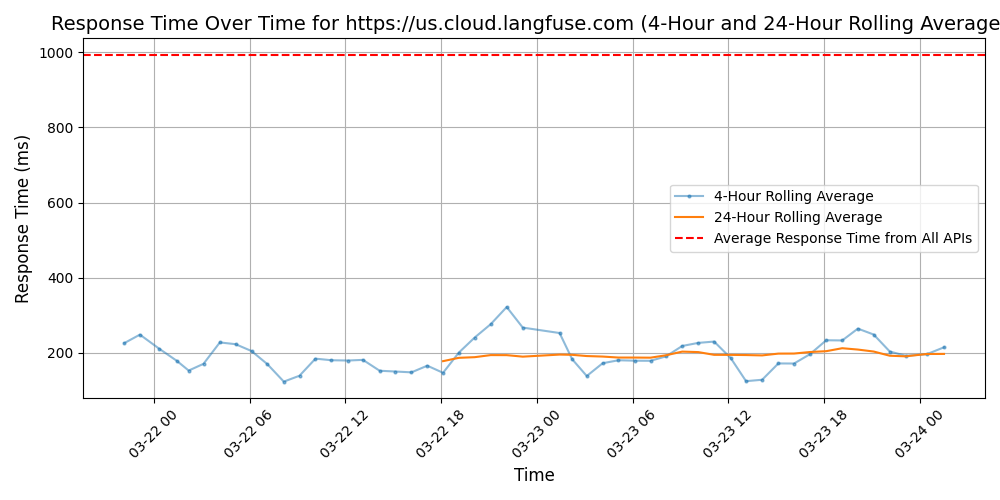 Response Time Over Time for https://us.cloud.langfuse.com (4-Hour and 24-Hour Rolling Average
Response Time (ms)
1000
800
600
400
200
4-Hour Rolling Average
24-Hour Rolling Average
Average Response Time from All APIs
03-22 00
03-22 06
03-22 12
03-22 18
03-23 00
03-23 06
03-23 12
03-23 18
03-24 00
Time